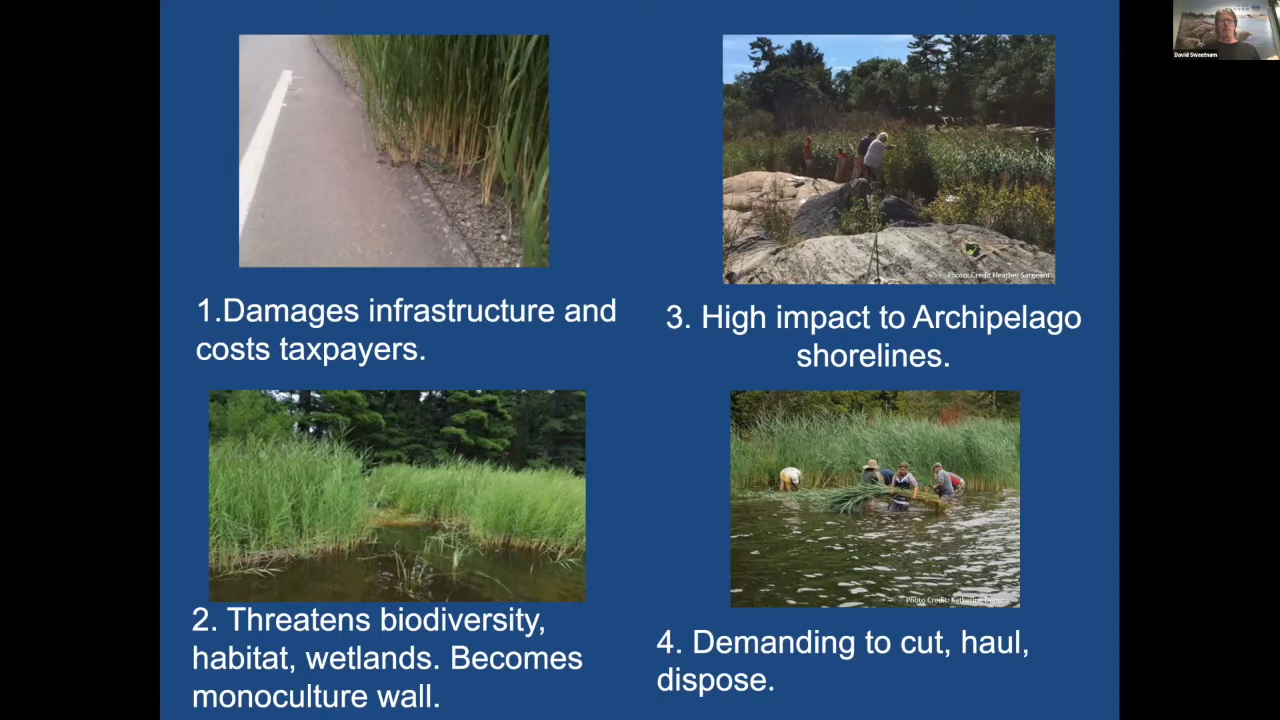 David Sweetnam
Photo: Credit Heather Sargeant
1.Damages infrastructure and
costs taxpayers.
3. High impact to Archipelago
shorelines.
Photo Credit: Katherine
2. Threatens biodiversity,
habitat, wetlands. Becomes
monoculture wall.
4. Demanding to cut, haul,
dispose.